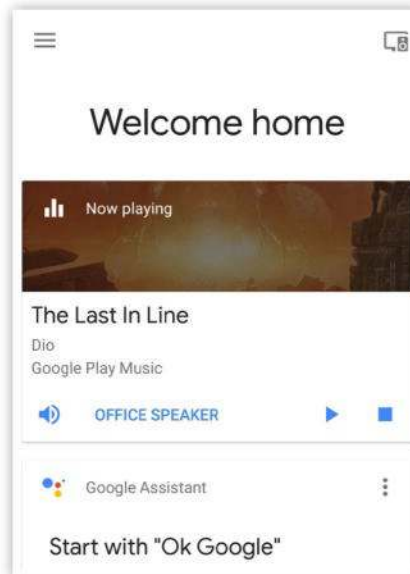 Welcome home
Now playing
The Last In Line
Dio
Google Play Music
OFFICE SPEAKER
Google Assistant
Start with "Ok Google"